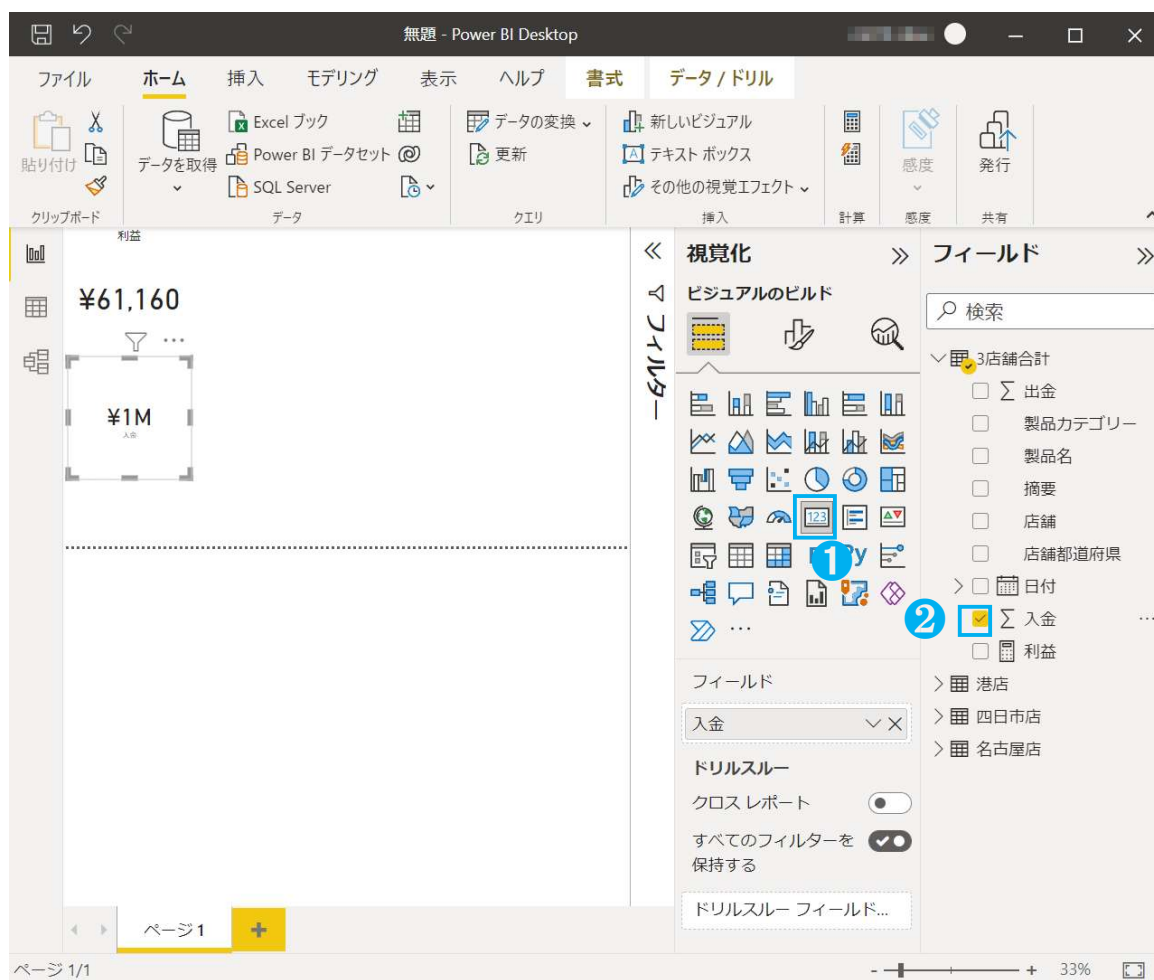 無題 - Power BI Desktop
ファイル ホーム 挿入 モデリング 表示 ヘルプ 書式 データ / ドリル
貼り付け
クリップボード
データを取得
Excel ブック
Power BI データセット
SQL Server
データ
データの変換
更新
クエリ
新しいビジュアル
テキスト ボックス
その他の視覚エフェクト
挿入
計算
感度
感度
発行
共有
利益
¥61,160
¥1M
入金
フィルター
視覚化
ビジュアルのビルド
123
1
Py
フィールド
入金
ドリルスルー
クロス レポート
すべてのフィルターを
保持する
ドリルスルー フィールド...
フィールド
検索
3店舗合計
出金
製品カテゴリー
製品名
摘要
店舗
店舗都道府県
日付
2
入金
利益
港店
四日市店
名古屋店
ページ 1
ページ 1/1
- + 33%